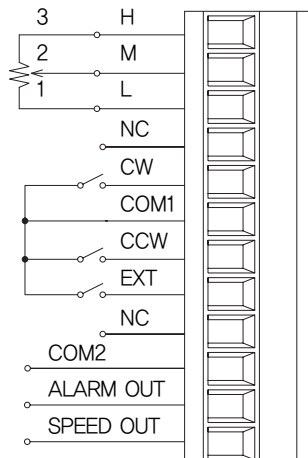 3 H
2 M
1 L
NC
CW
COM1
CCW
EXT
NC
COM2
ALARM OUT
SPEED OUT